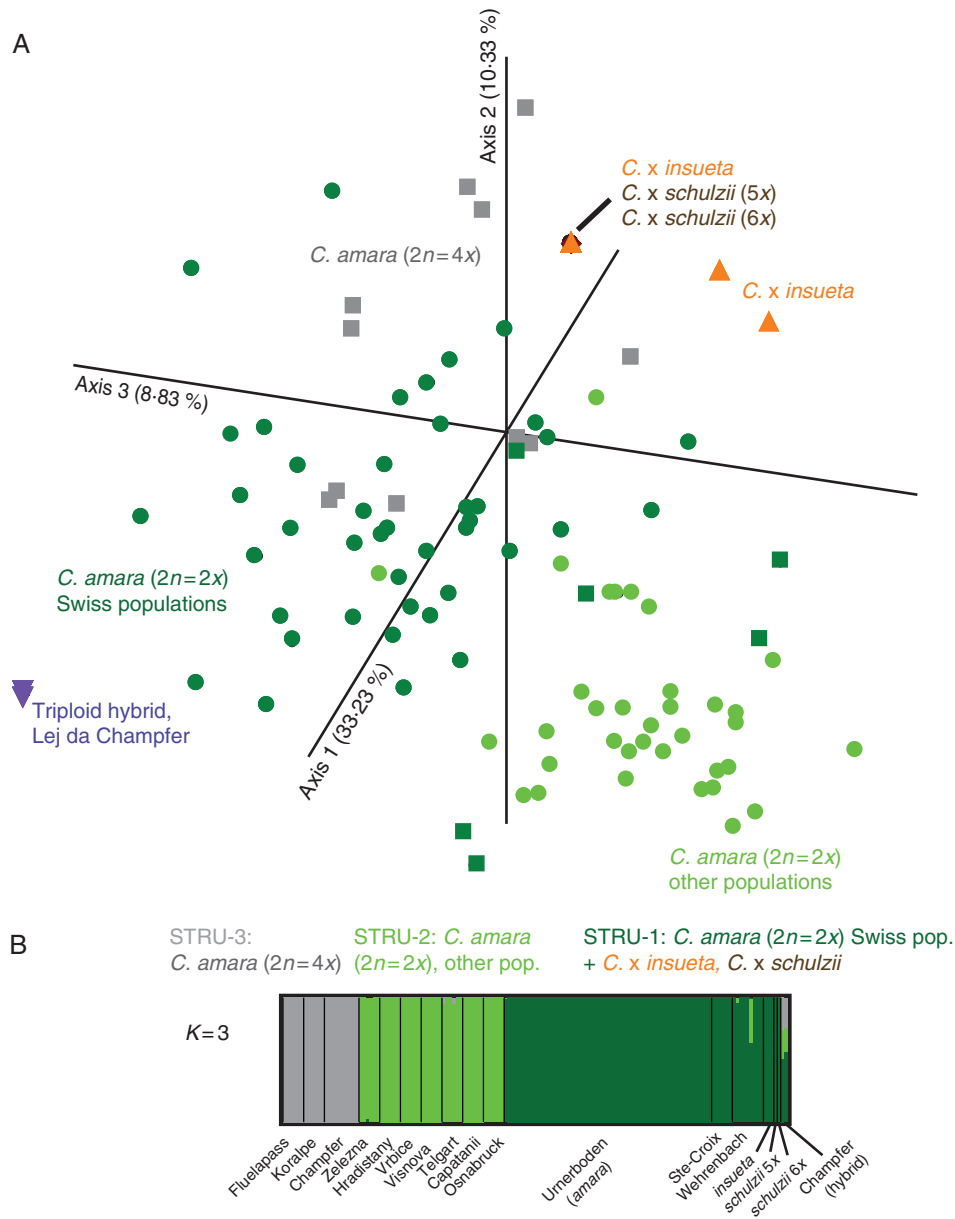 A
Axis 2 (10·33 %)
C. x insueta
C. x schulzii (5x)
C. x schulzii (6x)
C. amara (2n=4x)
C. x insueta
Axis 3 (8·83 %)
C. amara (2n=2x)
Swiss populations
Triploid hybrid,
Lej da Champfer
Axis 1 (33·23 %)
C. amara (2n=2x)
other populations
B
STRU-3:
C. amara (2n=4x)
STRU-2: C. amara
(2n=2x), other pop.
STRU-1: C. amara (2n=2x) Swiss pop.
+ C. x insueta, C. x schulzii
K=3
Fluelapass
Koralpe
Champfer
Zelezna
Hradistany
Vrbice
Visnova
Telgart
Capatanii
Osnabruck
Urnerboden
(amara)
Ste-Croix
Wehrenbach
insueta
schulzii 5x
schulzii 6x
Champfer
(hybrid)